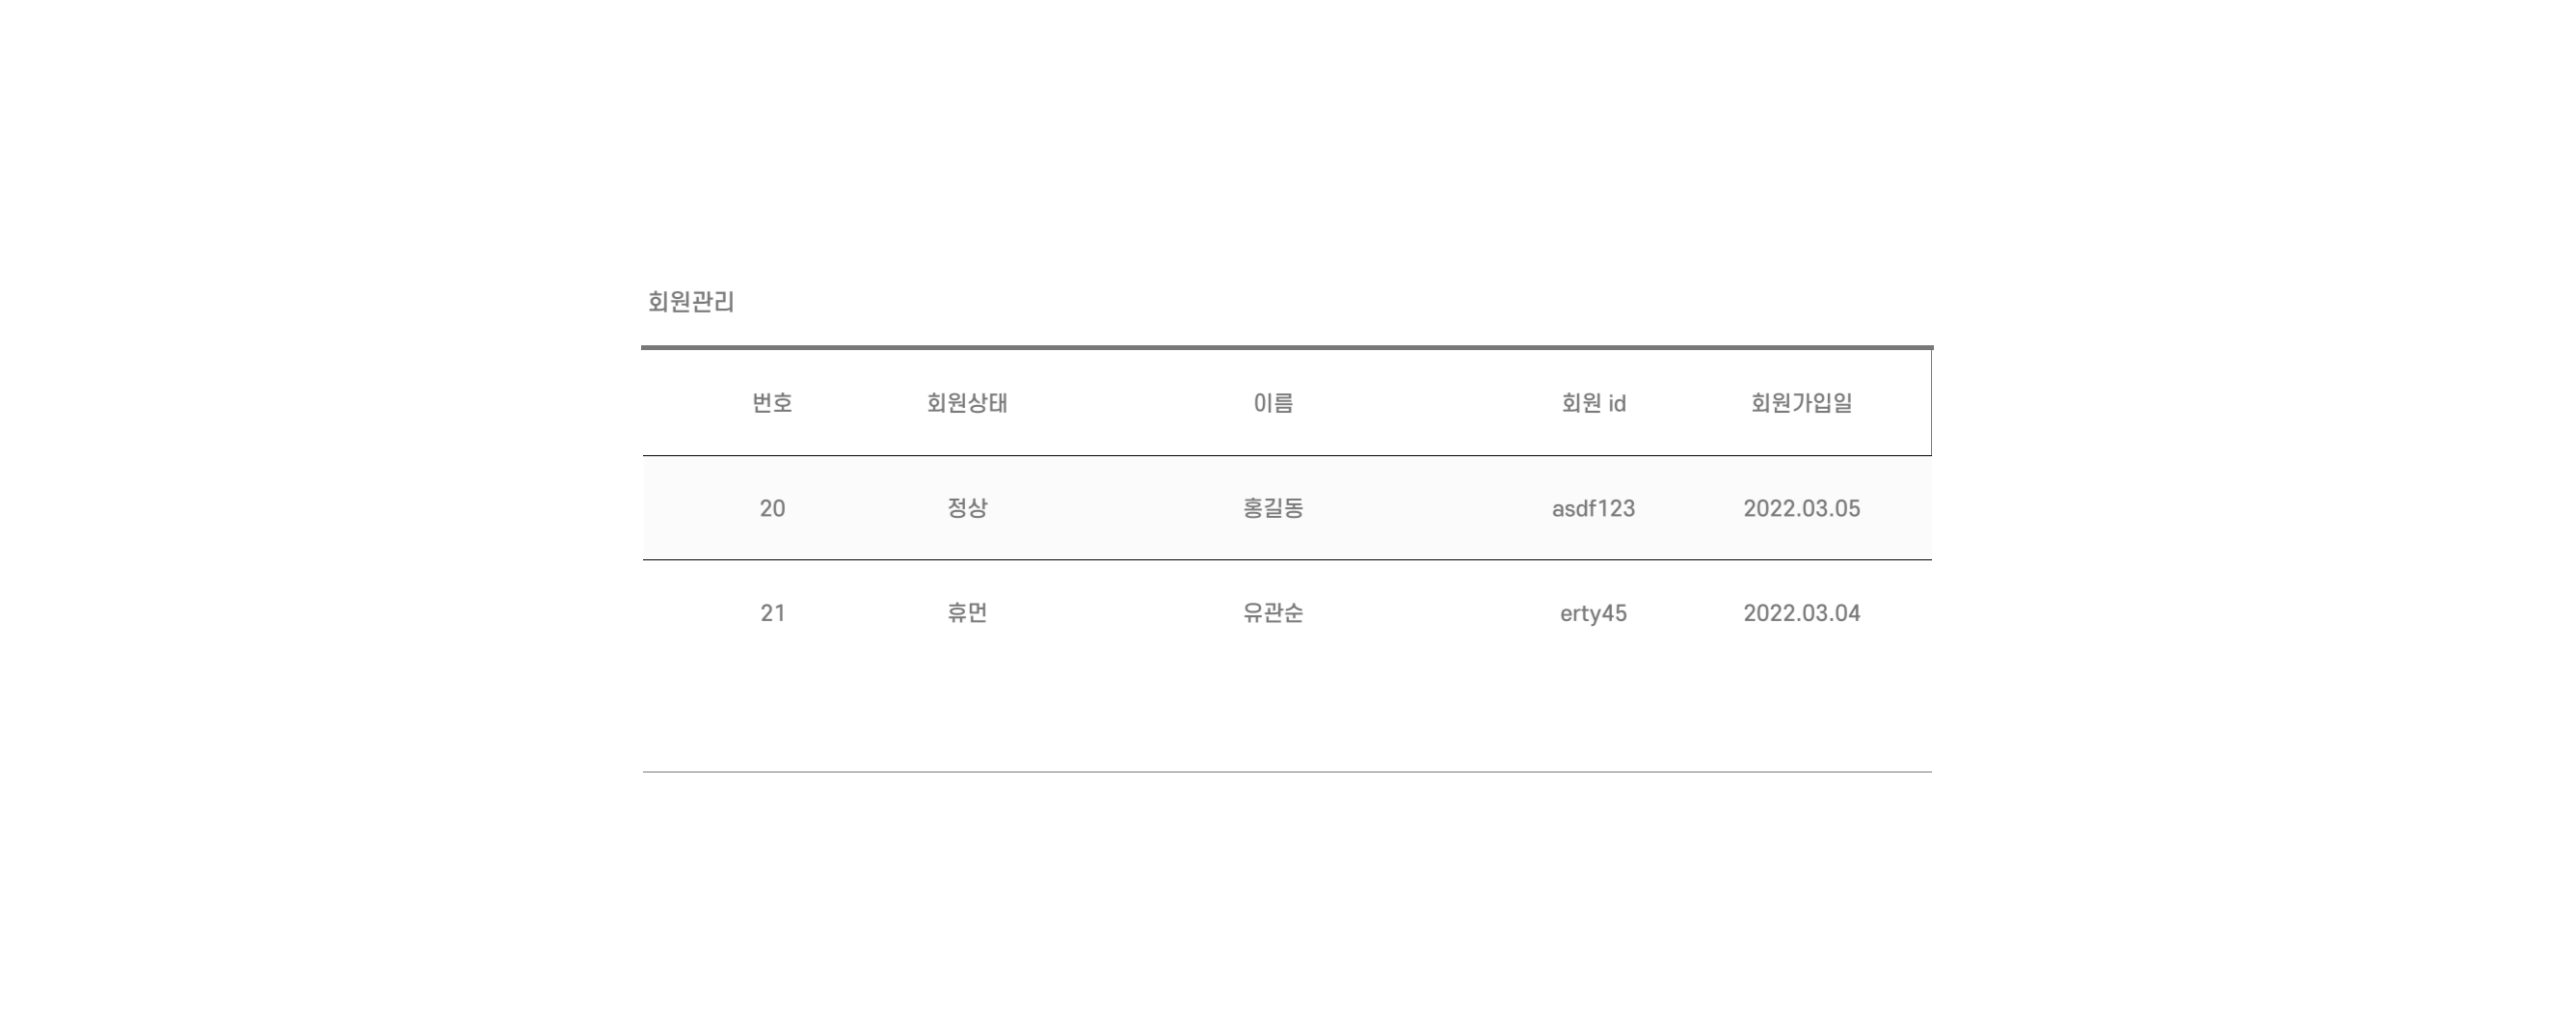 회원관리
번호 회원상태 이름 회원 id 회원가입일
20 정상 홍길동 asdf123 2022.03.05
21 휴먼 유관순 erty45 2022.03.04